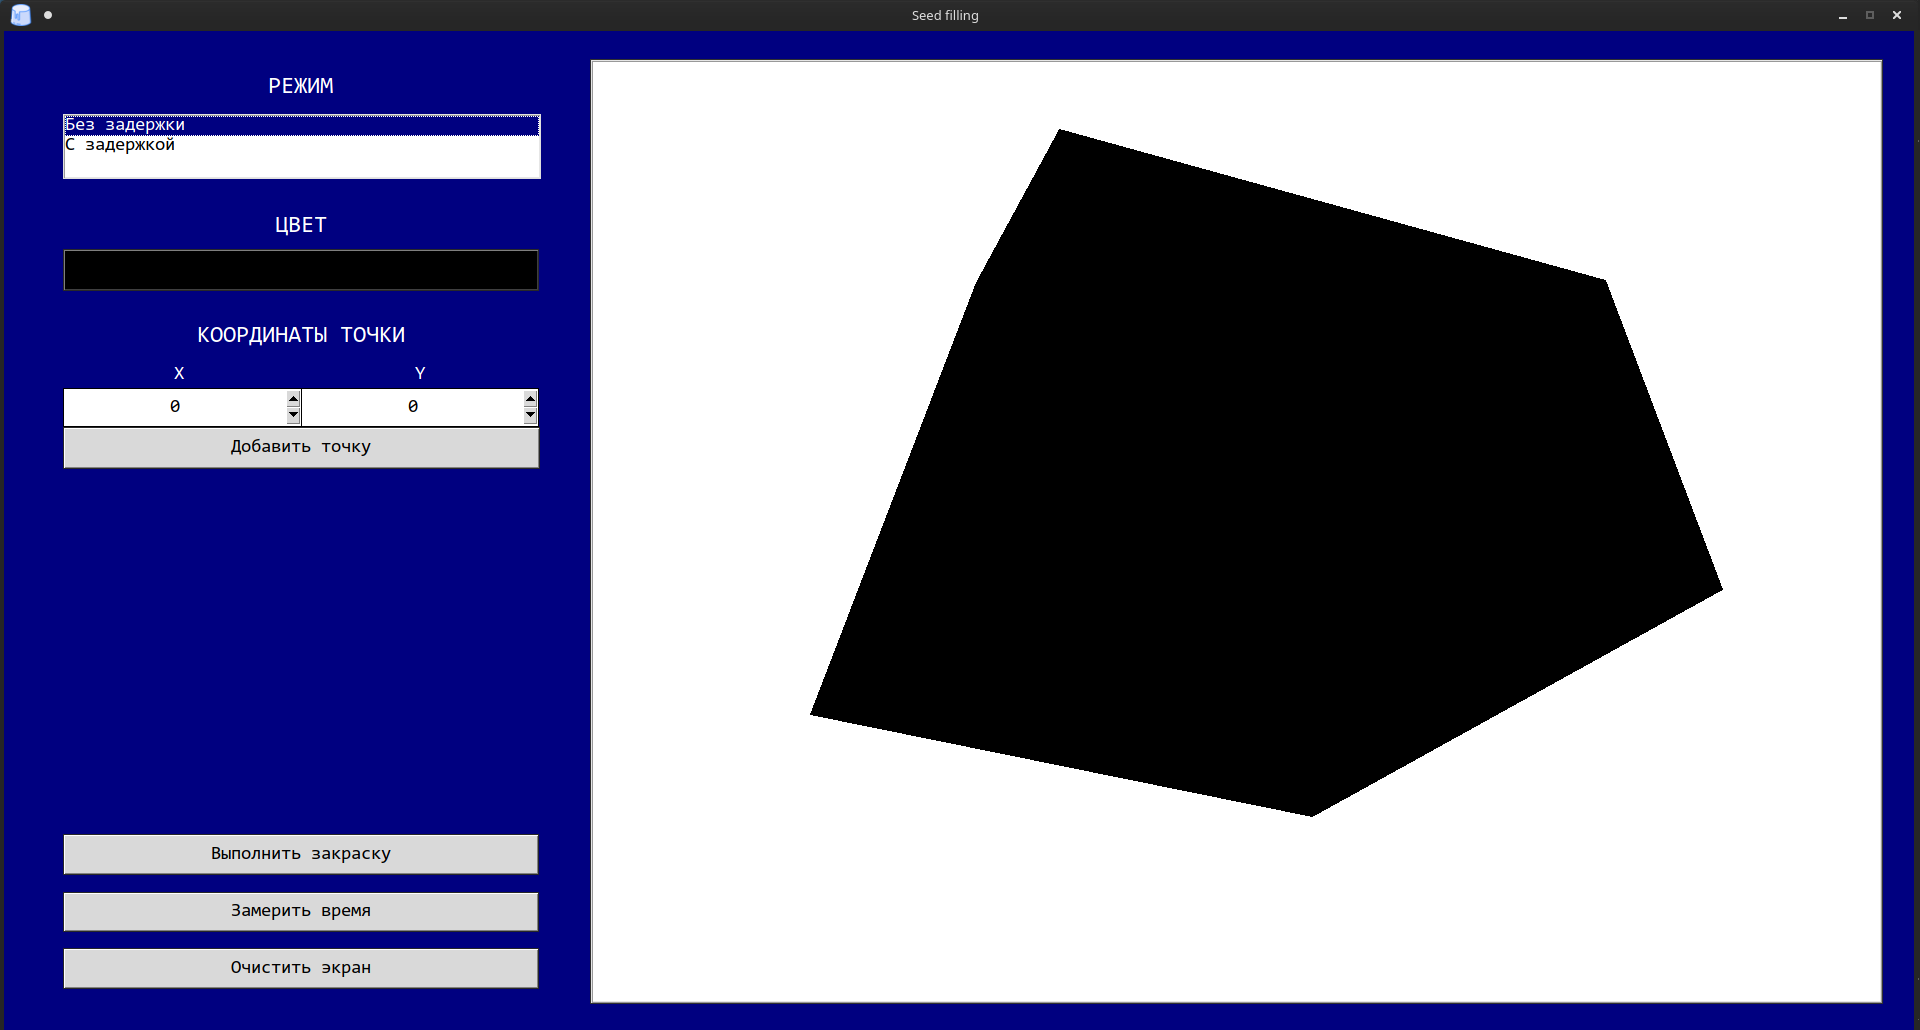 Seed filling
РЕЖИМ
Без задержки
С задержкой
ЦВЕТ
КООРДИНАТЫ ТОЧКИ
X Y
0 0
Добавить точку
Выполнить закраску
Замерить время
Очистить экран